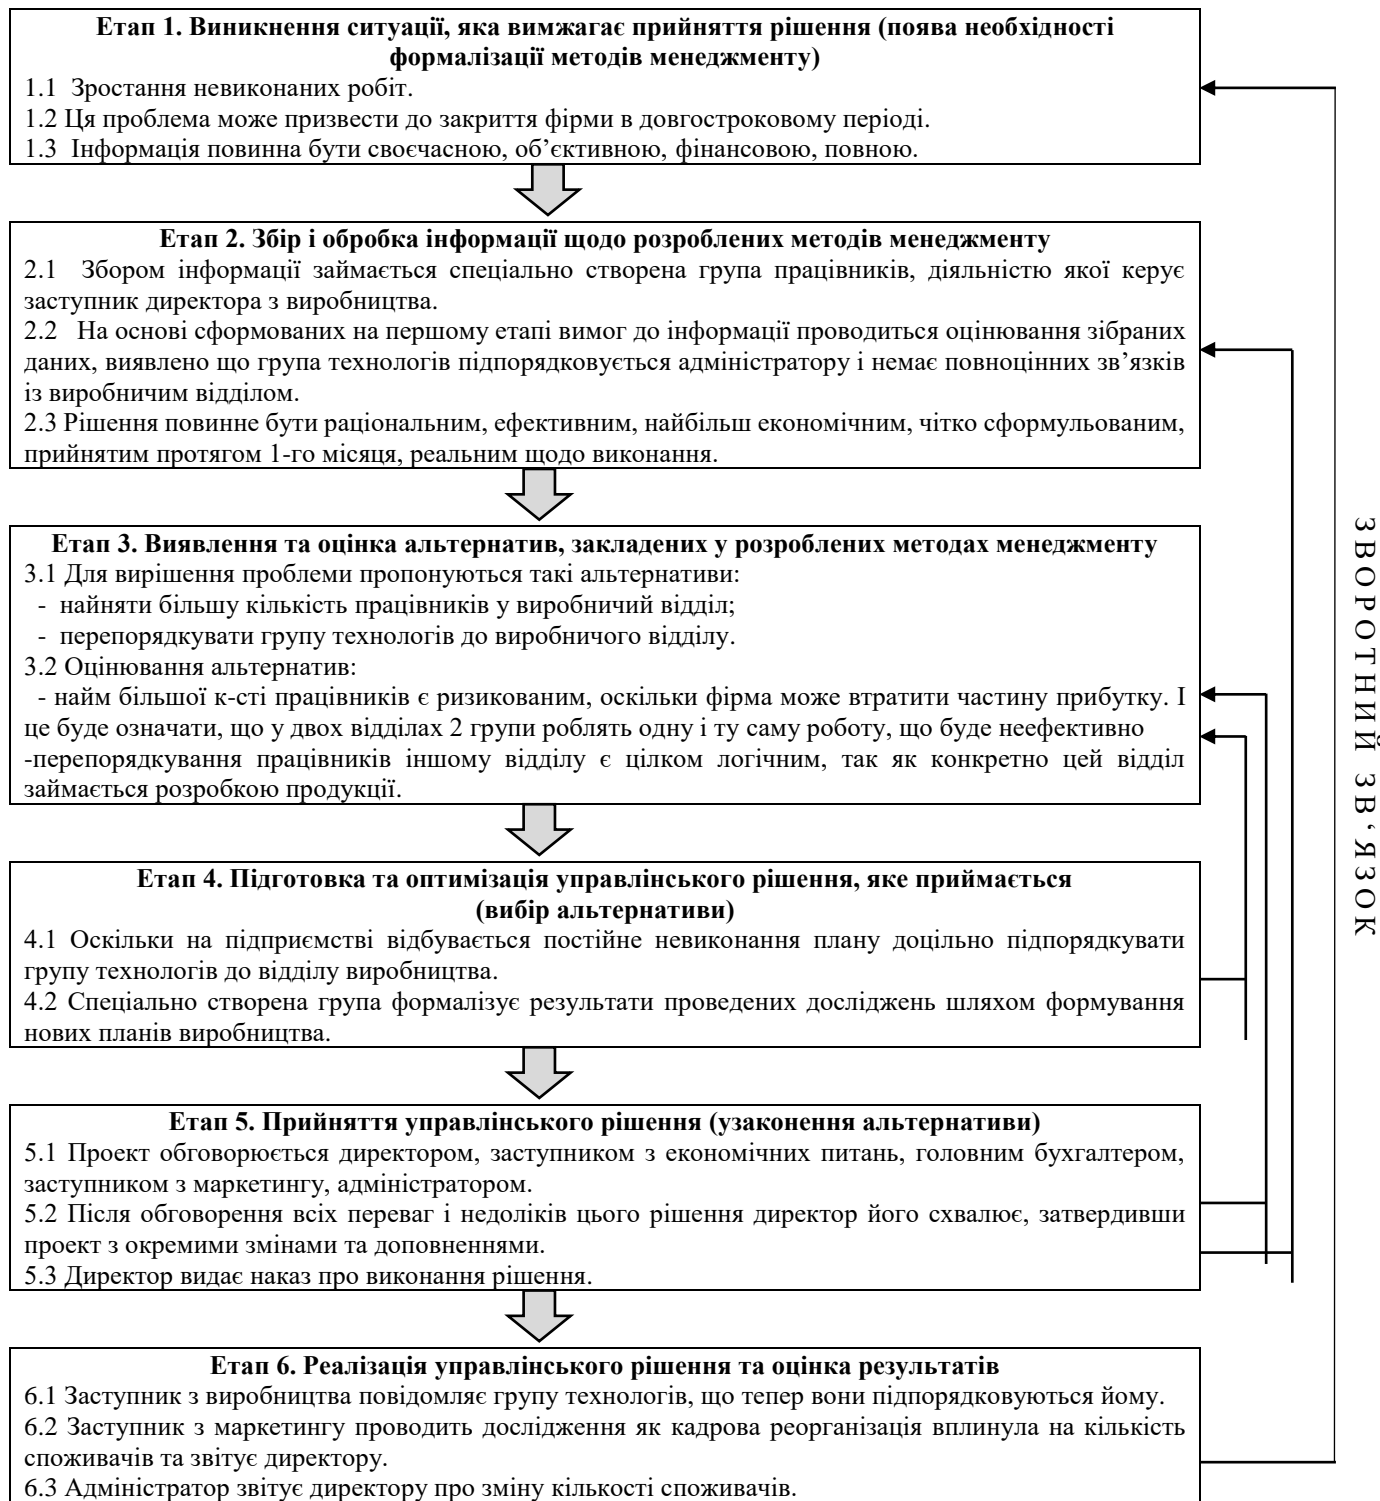 Етап 1. Виникнення ситуації, яка вимжагає прийняття рішення (поява необхідності
формалізації методів менеджменту)
1.1 Зростання невиконаних робіт.
1.2 Ця проблема може призвести до закриття фірми в довгостроковому періоді.
1.3 Інформація повинна бути своєчасною, об’єктивною, фінансовою, повною.
Етап 2. Збір і обробка інформації щодо розроблених методів менеджменту
2.1 Збором інформації займається спеціально створена група працівників, діяльністю якої керує
заступник директора з виробництва.
2.2 На основі сформованих на першому етапі вимог до інформації проводиться оцінювання зібраних
даних, виявлено що група технологів підпорядковується адміністратору і немає повноцінних зв’язків
із виробничим відділом.
2.3 Рішення повинне бути раціональним, ефективним, найбільш економічним, чітко сформульованим,
прийнятим протягом 1-го місяця, реальним щодо виконання.
Етап 3. Виявлення та оцінка альтернатив, закладених у розроблених методах менеджменту
3.1 Для вирішення проблеми пропонуються такі альтернативи:
- найняти більшу кількість працівників у виробничий відділ;
- перепорядкувати групу технологів до виробничого відділу.
3.2 Оцінювання альтернатив:
- найм більшої к-сті працівників є ризикованим, оскільки фірма може втратити частину прибутку. І
це буде означати, що у двох відділах 2 групи роблять одну і ту саму роботу, що буде неефективно
-перепорядкування працівників іншому відділу є цілком логічним, так як конкретно цей відділ
займається розробкою продукції.
Етап 4. Підготовка та оптимізація управлінського рішення, яке приймається
(вибір альтернативи)
4.1 Оскільки на підприємстві відбувається постійне невиконання плану доцільно підпорядкувати
групу технологів до відділу виробництва.
4.2 Спеціально створена група формалізує результати проведених досліджень шляхом формування
нових планів виробництва.
Етап 5. Прийняття управлінського рішення (узаконення альтернативи)
5.1 Проект обговорюється директором, заступником з економічних питань, головним бухгалтером,
заступником з маркетингу, адміністратором.
5.2 Після обговорення всіх переваг і недоліків цього рішення директор його схвалює, затвердивши
проект з окремими змінами та доповненнями.
5.3 Директор видає наказ про виконання рішення.
Етап 6. Реалізація управлінського рішення та оцінка результатів
6.1 Заступник з виробництва повідомляє групу технологів, що тепер вони підпорядковуються йому.
6.2 Заступник з маркетингу проводить дослідження як кадрова реорганізація вплинула на кількість
споживачів та звітує директору.
6.3 Адміністратор звітує директору про зміну кількості споживачів.
ЗВОРОТНИЙ ЗВ‘ЯЗОК